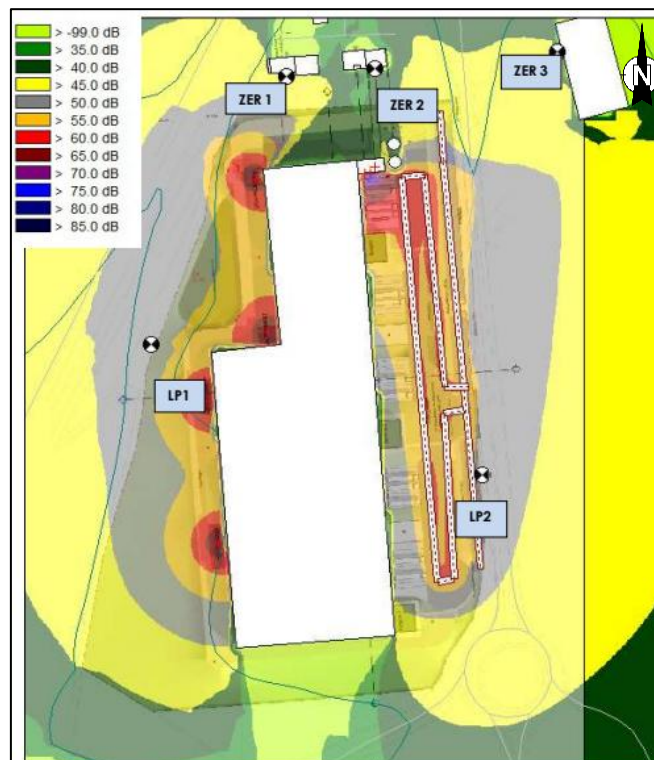 > -99.0 dB
> 35.0 dB
> 40.0 dB
> 45.0 dB
> 50.0 dB
> 55.0 dB
> 60.0 dB
> 65.0 dB
> 70.0 dB
> 75.0 dB
> 80.0 dB
> 85.0 dB
ZER 1
ZER 2
ZER 3
N
LP1
LP2